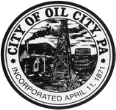 CITY OF OIL CITY, PA
INCORPORATED APRIL 11, 1871